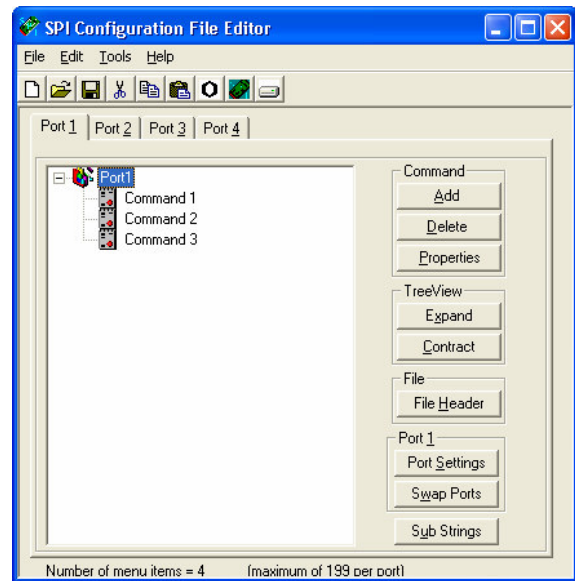 SPI Configuration File Editor
File Edit Tools Help
Port 1 Port 2 Port 3 Port 4
Port1
Command 1
Command 2
Command 3
Command
Add
Delete
Properties
TreeView
Expand
Contract
File
File Header
Port 1
Port Settings
Swap Ports
Sub Strings
Number of menu items = 4 (maximum of 199 per port)